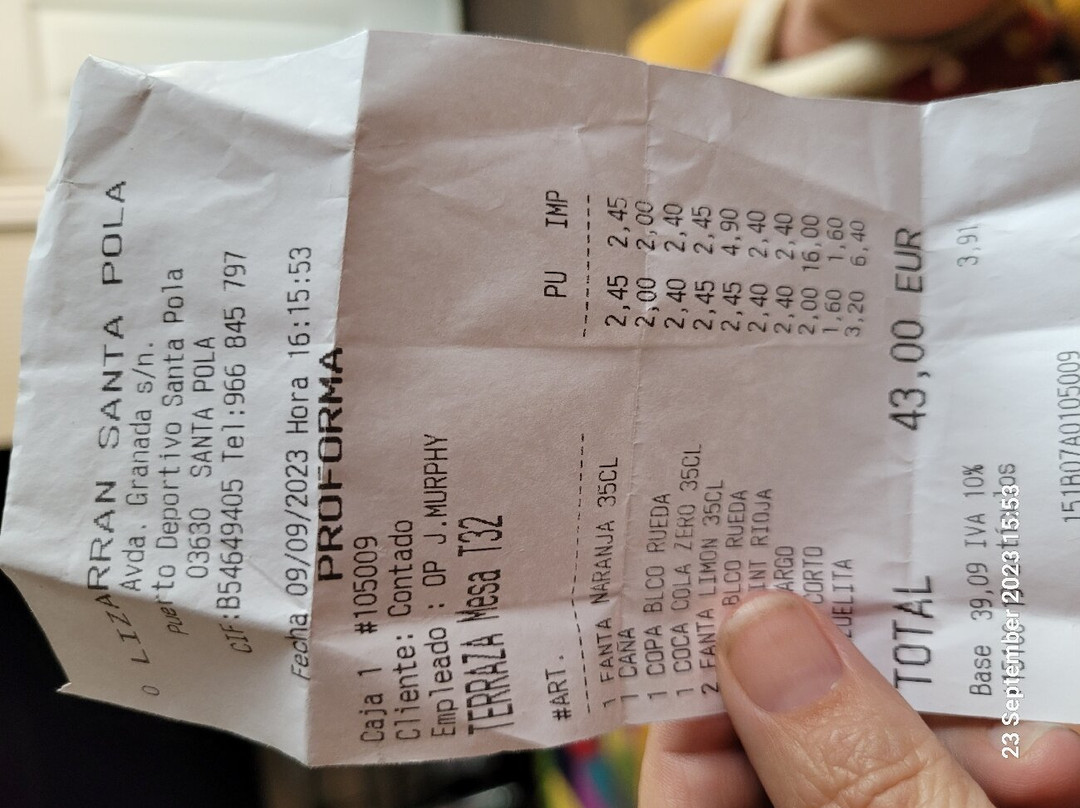 O LIZARRAN SANTA POLA
Avda. Granada s/n.
Puerto Deportivo Santa Pola
03630 SANTA POLA
CIF:B54649405 Tel:966 845 797
Fecha 09/09/2023 Hora 16:15:53
PROFORMA
Caja 1 #105009
Cliente: Contado
Empleado : OP J.MURPHY
TERRAZA Mesa T32
#ART. PU IMP
1 FANTA NARANJA 35CL 2,45 2,45
1 CAÑA 2,00 2,00
1 COPA BLCO RUEDA 2,40 2,40
1 COCA COLA ZERO 35CL 2,45 2,45
2 FANTA LIMON 35CL 2,45 4,90
BLCO RUEDA 2,40 2,40
RIOJA 2,40 2,40
2,00 16,00
CORTO 1,60 1,60
3,20 6,40
TOTAL 43,00 EUR
Base 39,09 IVA 10% 3,91
151B07A0105009
23 September 2023 15:53